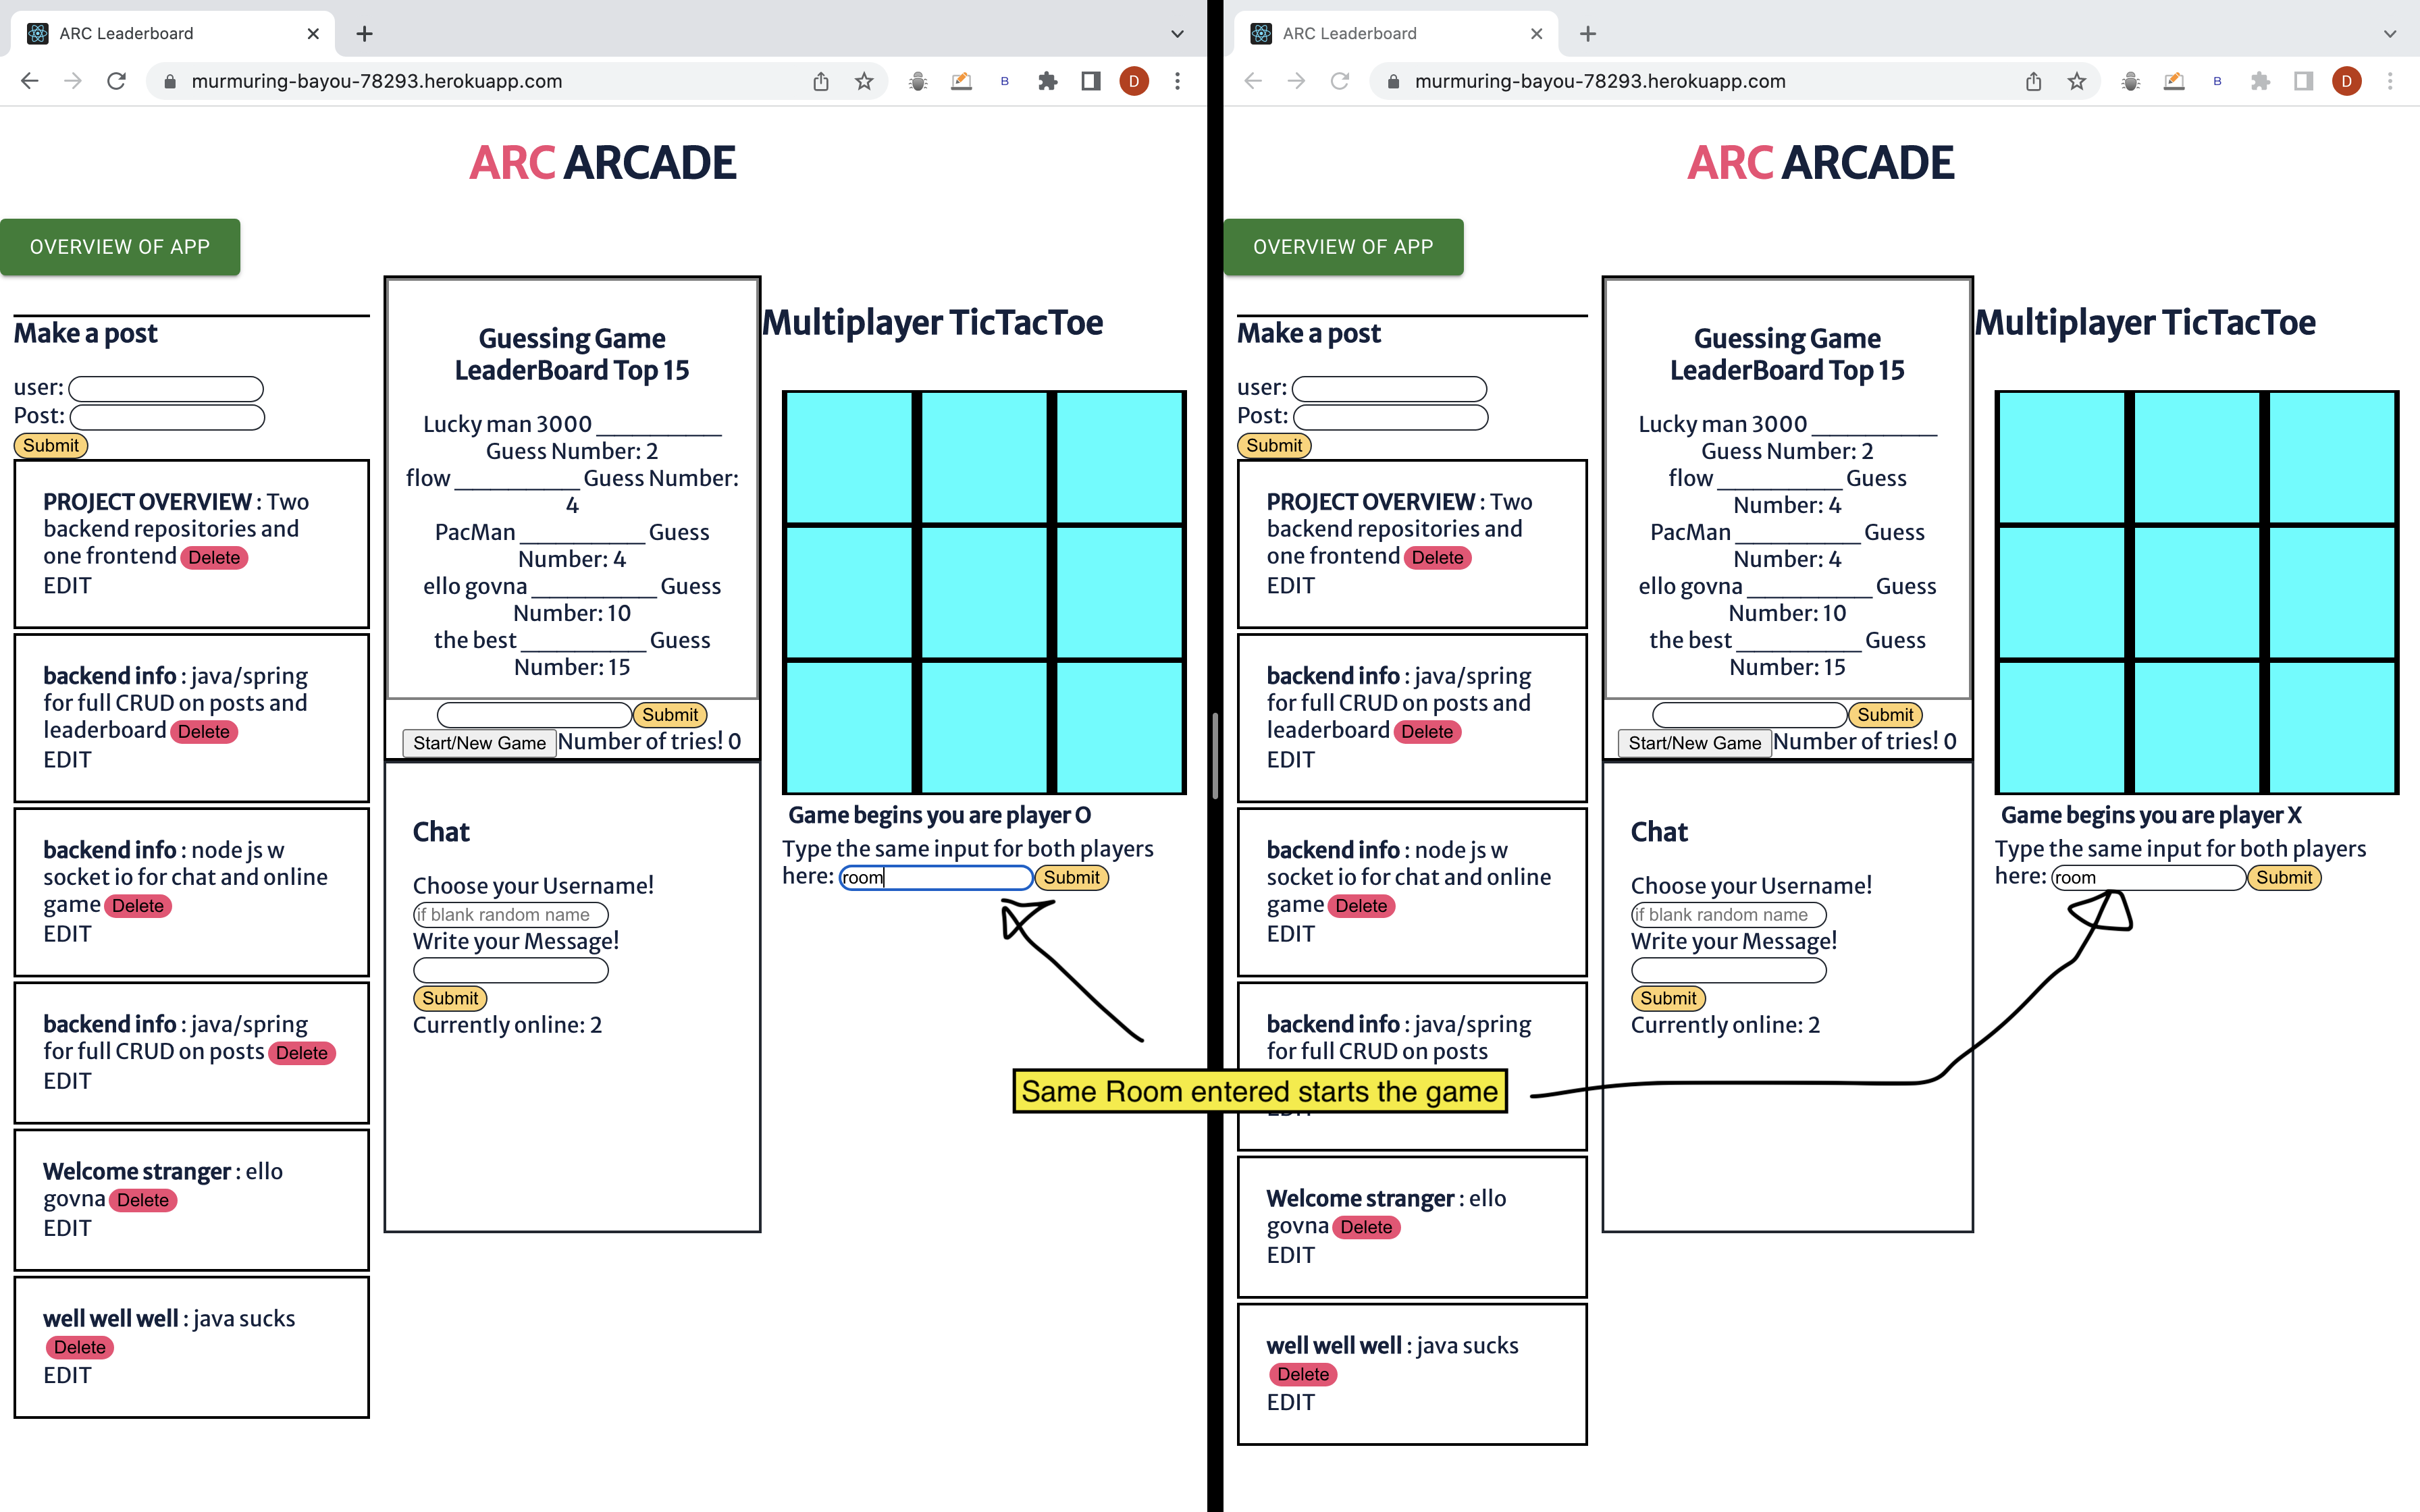 ARC Leaderboard
murmuring-bayou-78293.herokuapp.com
B
D
ARC ARCADE
OVERVIEW OF APP
Make a post
user:
Post:
Submit
PROJECT OVERVIEW : Two
backend repositories and
one frontend Delete
EDIT
backend info : java/spring
for full CRUD on posts and
leaderboard Delete
EDIT
backend info : node js w
socket io for chat and online
game Delete
EDIT
backend info : java/spring
for full CRUD on posts Delete
EDIT
Welcome stranger : ello
govna Delete
EDIT
well well well : java sucks
Delete
EDIT
Guessing Game
LeaderBoard Top 15
Lucky man 3000 __________
Guess Number: 2
flow __________ Guess Number:
4
PacMan __________ Guess
Number: 4
ello govna __________ Guess
Number: 10
the best __________ Guess
Number: 15
Submit
Start/New Game Number of tries! 0
Chat
Choose your Username!
if blank random name
Write your Message!
Submit
Currently online: 2
Multiplayer TicTacToe
Game begins you are player O
Type the same input for both players
here: room Submit
Same Room entered starts the game
ARC Leaderboard
murmuring-bayou-78293.herokuapp.com
B
D
ARC ARCADE
OVERVIEW OF APP
Make a post
user:
Post:
Submit
PROJECT OVERVIEW : Two
backend repositories and
one frontend Delete
EDIT
backend info : java/spring
for full CRUD on posts and
leaderboard Delete
EDIT
backend info : node js w
socket io for chat and online
game Delete
EDIT
backend info : java/spring
for full CRUD on posts
EDIT
Welcome stranger : ello
govna Delete
EDIT
well well well : java sucks
Delete
EDIT
Guessing Game
LeaderBoard Top 15
Lucky man 3000 __________
Guess Number: 2
flow __________ Guess
Number: 4
PacMan __________ Guess
Number: 4
ello govna __________ Guess
Number: 10
the best __________ Guess
Number: 15
Submit
Start/New Game Number of tries! 0
Chat
Choose your Username!
if blank random name
Write your Message!
Submit
Currently online: 2
Multiplayer TicTacToe
Game begins you are player X
Type the same input for both players
here: room Submit